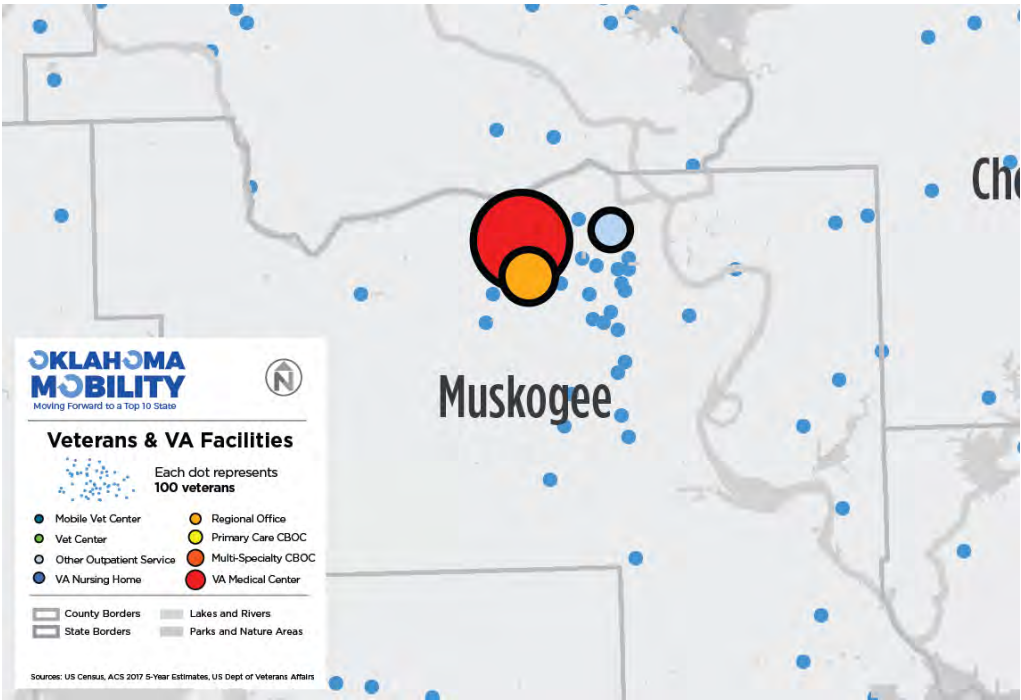 Che
Muskogee
OKLAHOMA
MOBILITY
Moving Forward to a Top 10 State
N
Veterans & VA Facilities
Each dot represents
100 veterans
Mobile Vet Center
Regional Office
Vet Center
Primary Care CBOC
Other Outpatient Service
Multi-Specialty CBOC
VA Nursing Home
VA Medical Center
County Borders
Lakes and Rivers
State Borders
Parks and Nature Areas
Sources: US Census, ACS 2017 5-Year Estimates, US Dept of Veterans Affairs